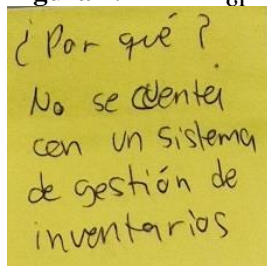 ¿Por qué?
No se cuenta
con un sistema
de gestión de
inventarios